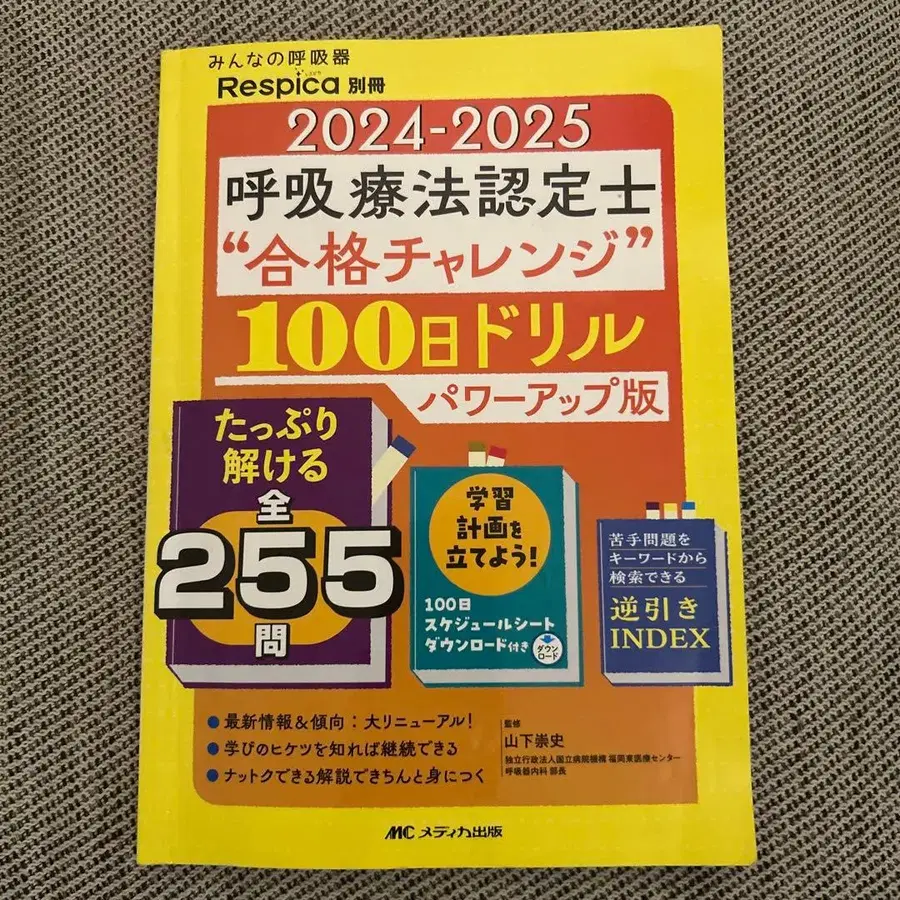 みんなの呼吸器
Respica 別冊
2024-2025
呼吸療法認定士
“合格チャレンジ”
100日ドリル
パワーアップ版
たっぷり
解ける
全
255
問
学習
計画を
立てよう!
100日
スケジュールシート
ダウンロード付き
ダウン
ロード
苦手問題を
キーワードから
検索できる
逆引き
INDEX
● 最新情報&傾向:大リニューアル!
● 学びのヒケツを知れば継続できる
● ナットクできる解説できちんと身につく
監修
山下崇史
独立行政法人国立病院機構 福岡東医療センター
呼吸器内科 部長
MC メディカ出版